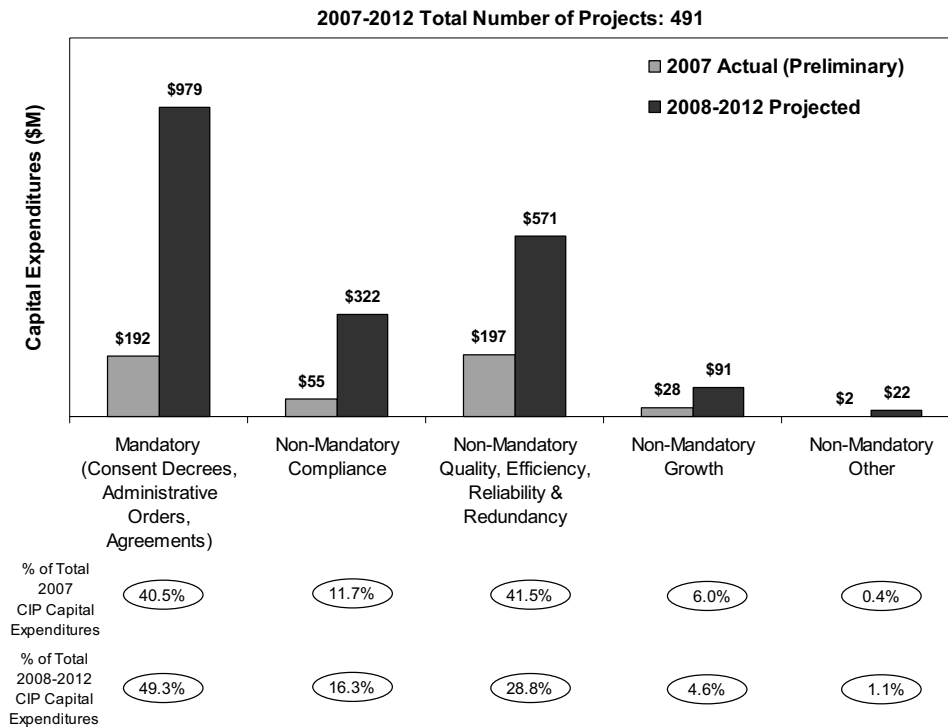 2007-2012 Total Number of Projects: 491
Capital Expenditures ($M)
2007 Actual (Preliminary)
2008-2012 Projected
$979
$192
$322
$55
$571
$197
$91
$28
$22
$2
Mandatory
(Consent Decrees,
Administrative
Orders,
Agreements)
Non-Mandatory
Compliance
Non-Mandatory
Quality, Efficiency,
Reliability &
Redundancy
Non-Mandatory
Growth
Non-Mandatory
Other
% of Total
2007
CIP Capital
Expenditures
40.5%
11.7%
41.5%
6.0%
0.4%
% of Total
2008-2012
CIP Capital
Expenditures
49.3%
16.3%
28.8%
4.6%
1.1%